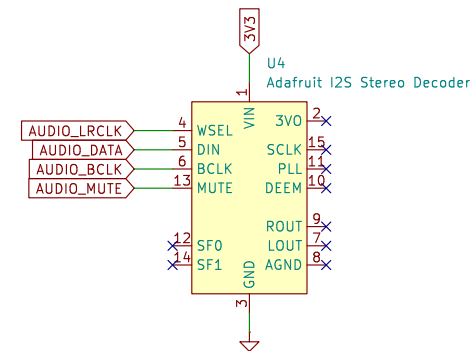 3V3
U4
Adafruit I2S Stereo Decoder
1
VIN
3VO 2
AUDIO_LRCLK 4 WSEL
SCLK 15
AUDIO_DATA 5 DIN
PLL 11
AUDIO_BCLK 6 BCLK
DEEM 10
AUDIO_MUTE 13 MUTE
ROUT 9
12 SF0
LOUT 7
14 SF1
AGND 8
GND
3